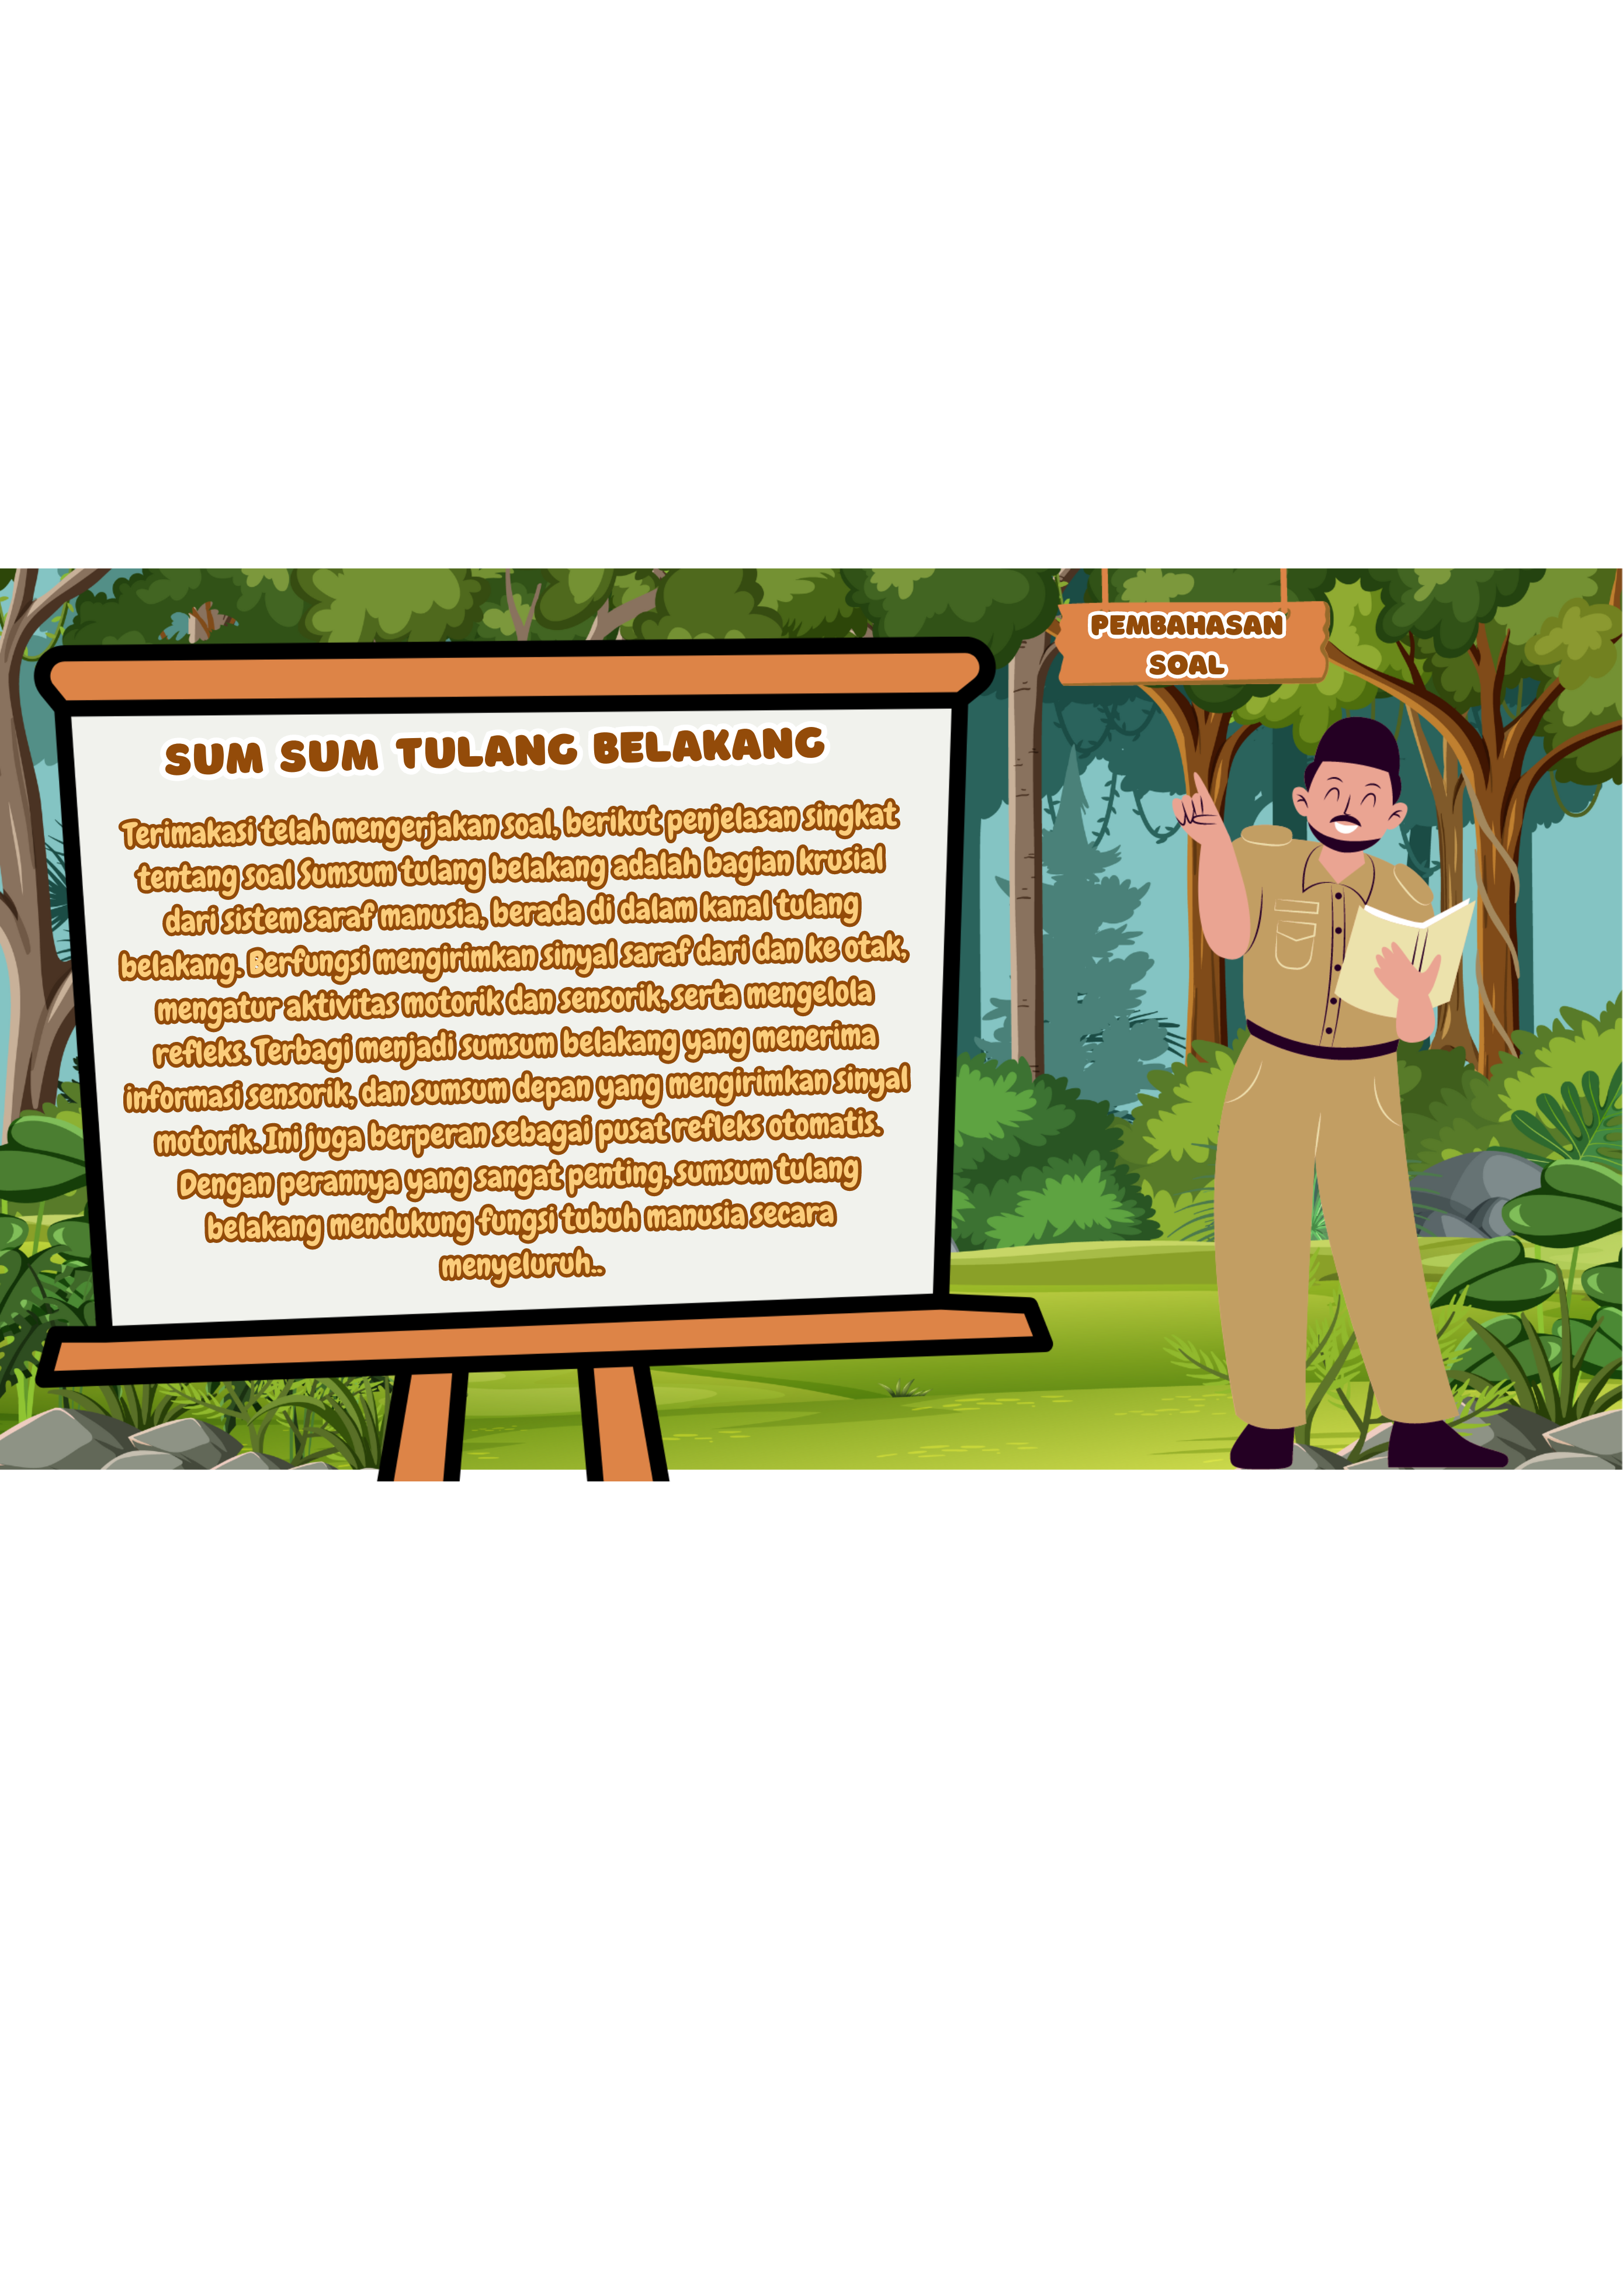 PEMBAHASAN
SOAL
SUM SUM TULANG BELAKANG
Terimakasi telah mengerjakan soal, berikut penjelasan singkat
tentang soal Sumsum tulang belakang adalah bagian krusial
dari sistem saraf manusia, berada di dalam kanal tulang
belakang. Berfungsi mengirimkan sinyal saraf dari dan ke otak,
mengatur aktivitas motorik dan sensorik, serta mengelola
refleks. Terbagi menjadi sumsum belakang yang menerima
informasi sensorik, dan sumsum depan yang mengirimkan sinyal
motorik. Ini juga berperan sebagai pusat refleks otomatis.
Dengan perannya yang sangat penting, sumsum tulang
belakang mendukung fungsi tubuh manusia secara
menyeluruh..